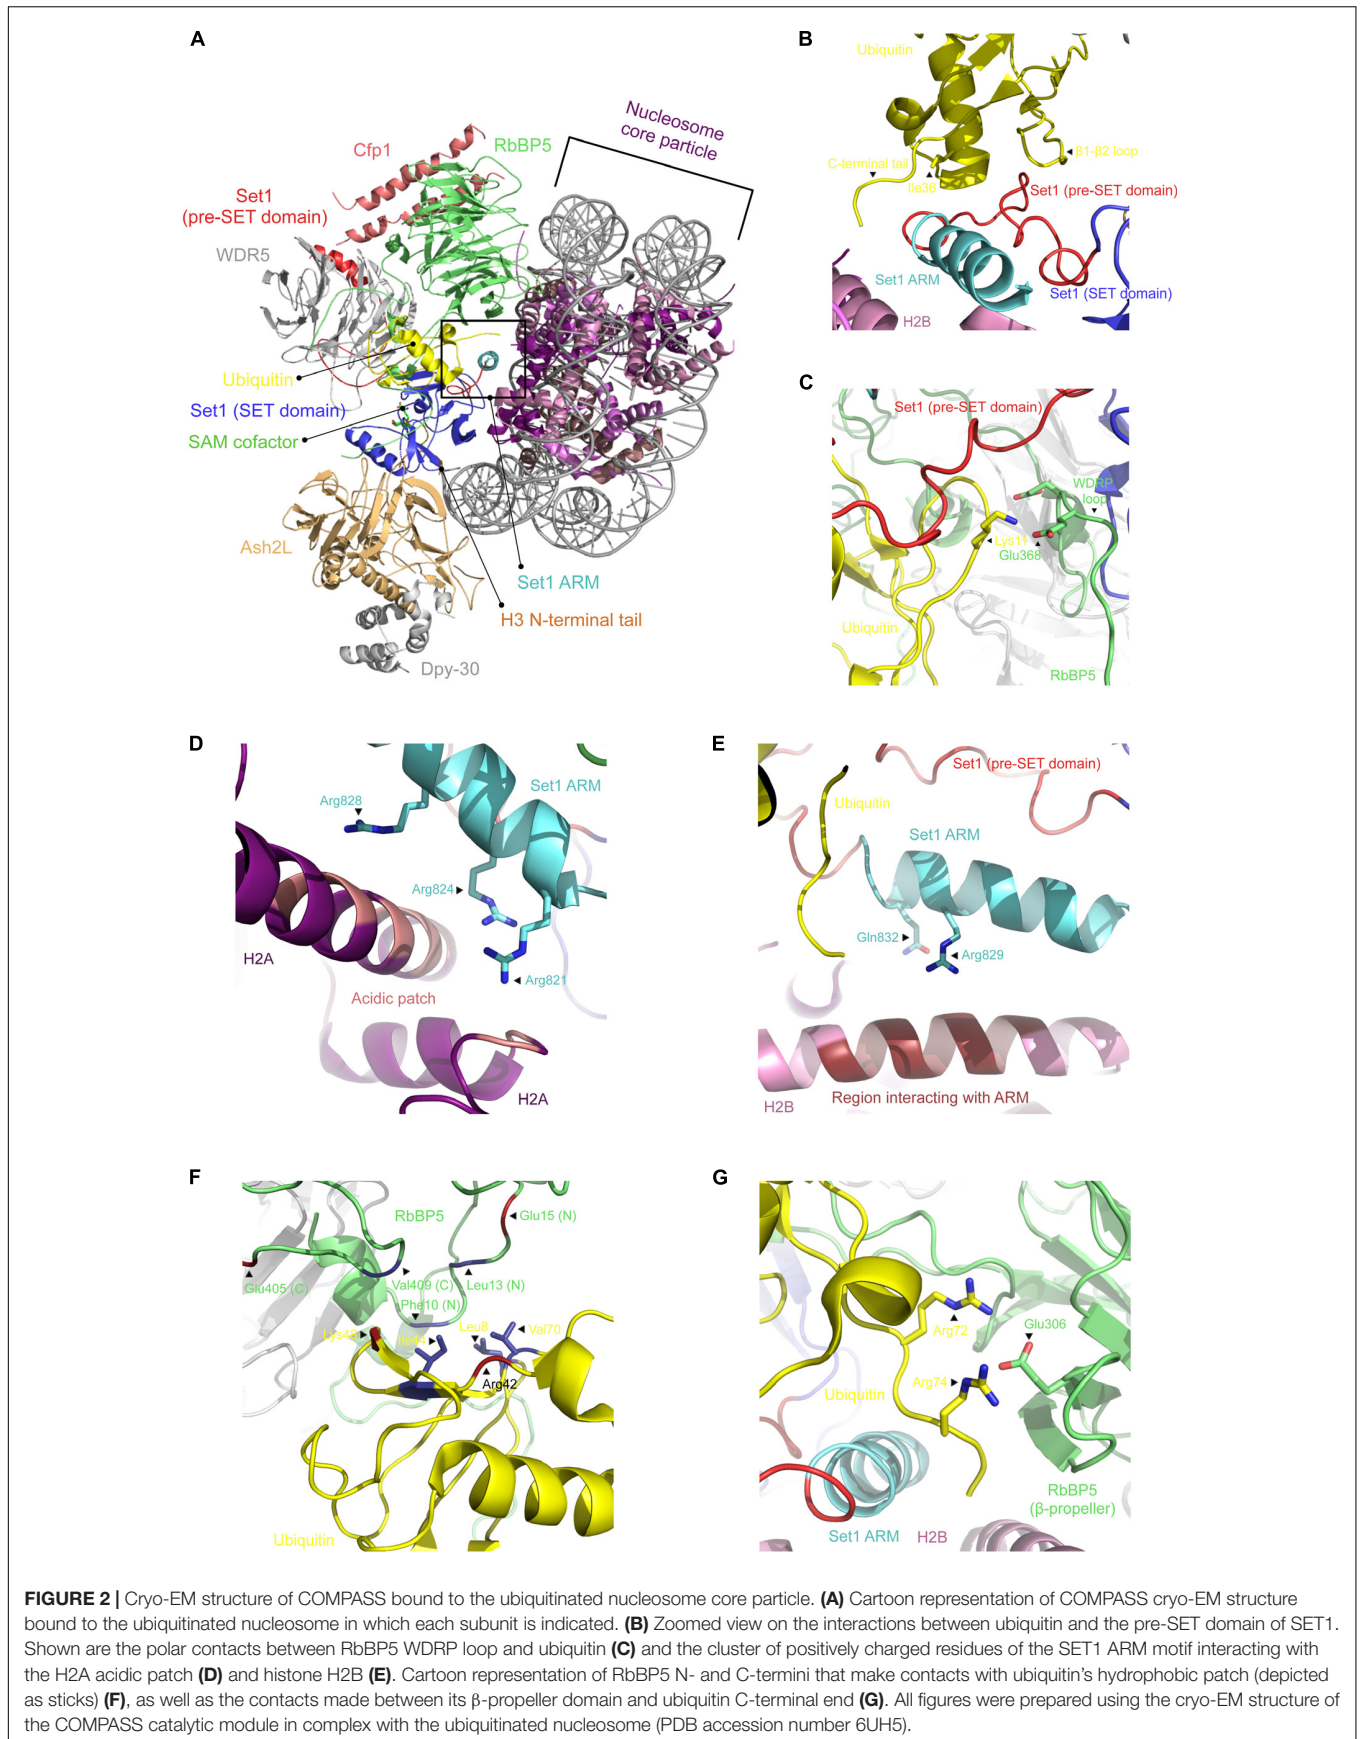 A
Nucleosome
core particle
Cfp1
RbBP5
Set1
(pre-SET domain)
WDR5
Ubiquitin
Set1 (SET domain)
SAM cofactor
Ash2L
Set1 ARM
H3 N-terminal tail
Dpy-30
B
Ubiquitin
β1-β2 loop
C-terminal tail
Ile36
Set1 (pre-SET domain)
Set1 ARM
Set1 (SET domain)
H2B
C
Set1 (pre-SET domain)
WDRP
loop
Lys11
Glu368
Ubiquitin
RbBP5
D
Set1 ARM
Arg828
Arg824
Arg821
H2A
Acidic patch
H2A
E
Set1 (pre-SET domain)
Ubiquitin
Set1 ARM
Gln832
Arg829
Region interacting with ARM
H2B
F
RbBP5
Glu15 (N)
Glu405 (C)
Val409 (C)
Leu13 (N)
Phe10 (N)
Lys48
Ile44
Leu8
Val70
Arg42
Ubiquitin
G
Arg72
Glu306
Arg74
Ubiquitin
RbBP5
(β-propeller)
Set1 ARM
H2B
FIGURE 2 | Cryo-EM structure of COMPASS bound to the ubiquitinated nucleosome core particle. (A) Cartoon representation of COMPASS cryo-EM structure
bound to the ubiquitinated nucleosome in which each subunit is indicated. (B) Zoomed view on the interactions between ubiquitin and the pre-SET domain of SET1.
Shown are the polar contacts between RbBP5 WDRP loop and ubiquitin (C) and the cluster of positively charged residues of the SET1 ARM motif interacting with
the H2A acidic patch (D) and histone H2B (E). Cartoon representation of RbBP5 N- and C-termini that make contacts with ubiquitin's hydrophobic patch (depicted
as sticks) (F), as well as the contacts made between its β-propeller domain and ubiquitin C-terminal end (G). All figures were prepared using the cryo-EM structure of
the COMPASS catalytic module in complex with the ubiquitinated nucleosome (PDB accession number 6UH5).